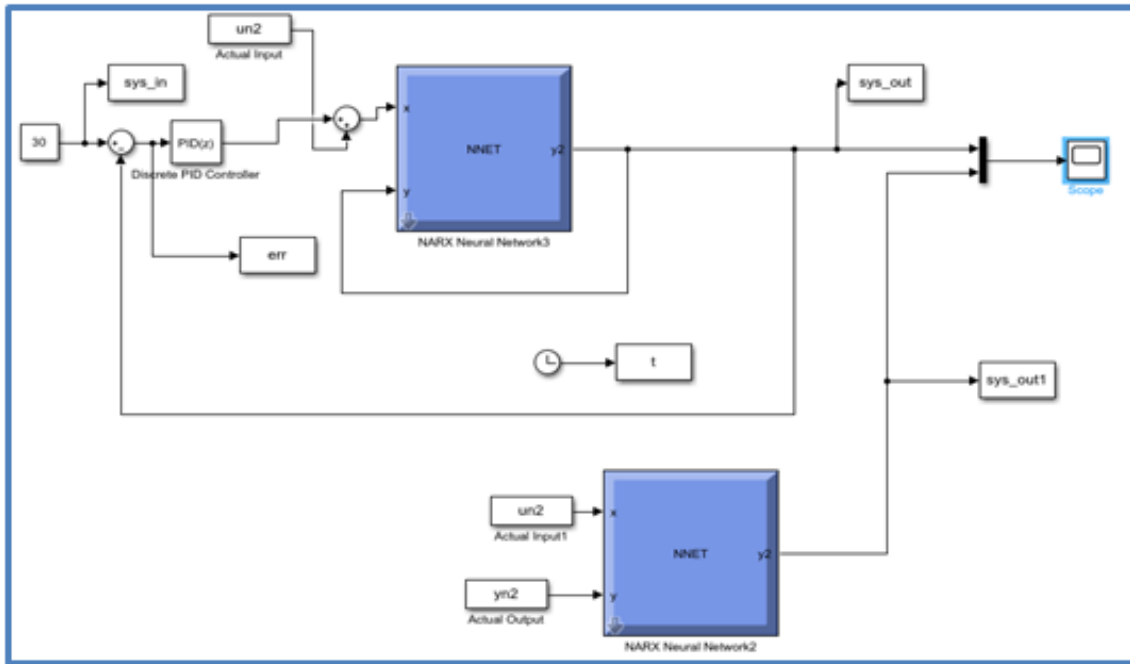 un2
Actual Input
sys_in
30
PID(z)
Discrete PID Controller
err
x
y
NNET
y2
NARX Neural Network3
sys_out
Scope
t
sys_out1
un2
Actual Input1
yn2
Actual Output
x
y
NNET
y2
NARX Neural Network2